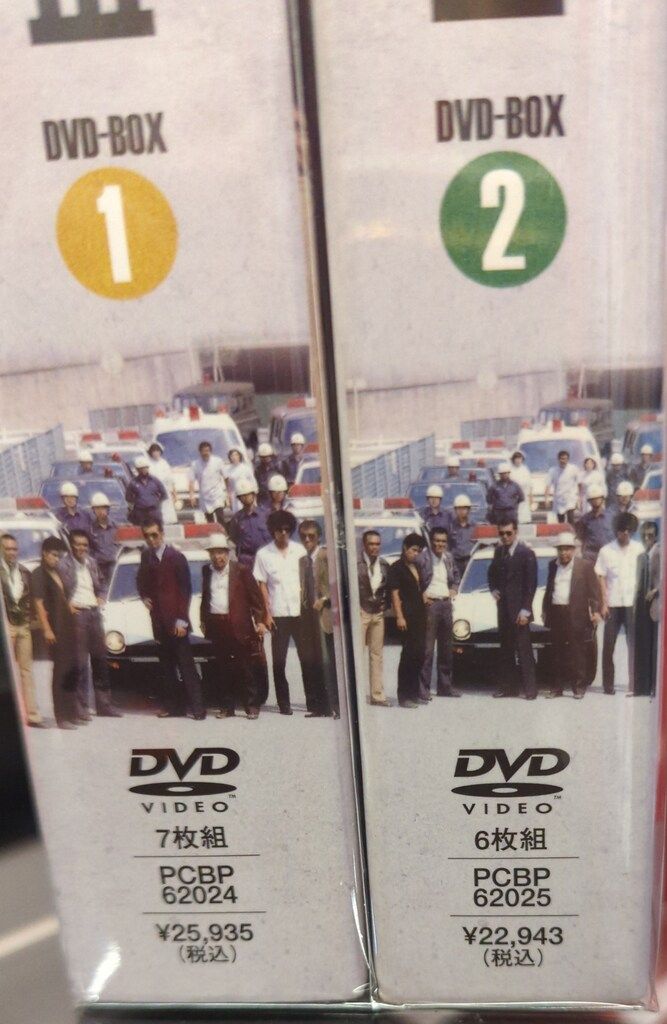 III
DVD-BOX
1
DVD
VIDEO
7枚組
PCBP
62024
¥25,935
(税込)
DVD-BOX
2
DVD
VIDEO
6枚組
PCBP
62025
¥22,943
(税込)